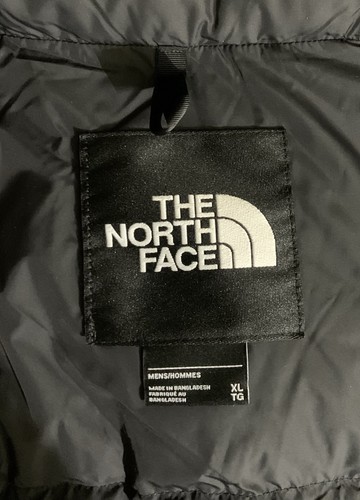 THE
NORTH
FACE
MENS/HOMMES
MADE IN BANGLADESH
FABRIQUÉ AU
BANGLADESH
XL
TG